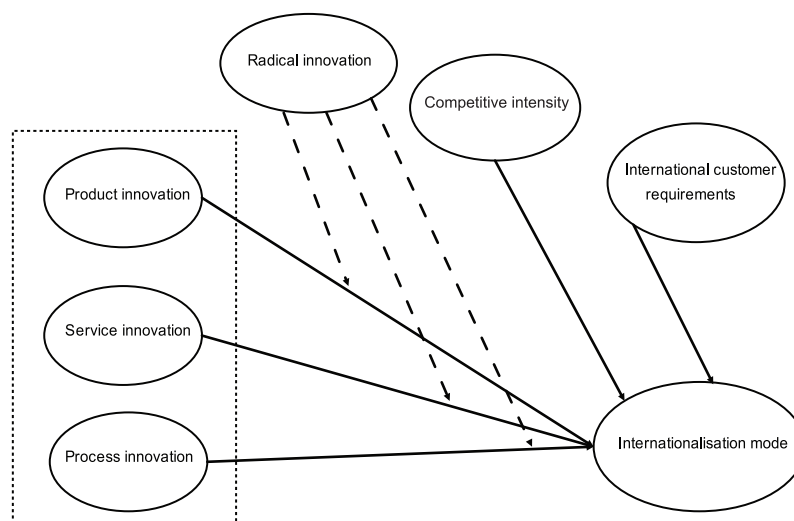 Radical innovation
Competitive intensity
International customer
requirements
Product innovation
Service innovation
Process innovation
Internationalisation mode